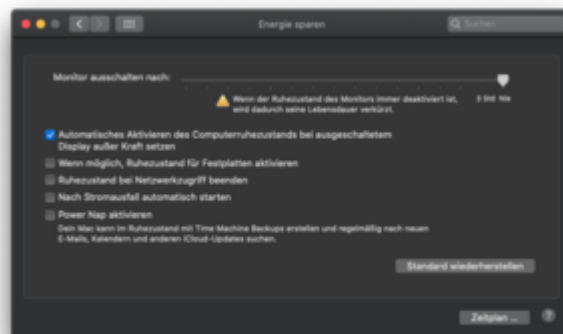 Energie sparen
Suchen
Monitor ausschalten nach:
Wenn der Ruhezustand des Monitors immer deaktiviert ist,
wird dadurch seine Lebensdauer verkürzt.
3 Std Nie
Automatisches Aktivieren des Computerruhezustands bei ausgeschaltetem
Display außer Kraft setzen
Wenn möglich, Ruhezustand für Festplatten aktivieren
Ruhezustand bei Netzwerkzugriff beenden
Nach Stromausfall automatisch starten
Power Nap aktivieren
Dein Mac kann im Ruhezustand mit Time Machine Backups erstellen und regelmäßig nach neuen
E-Mails, Kalendern und anderen iCloud-Updates suchen.
Standard wiederherstellen
Zeitplan ...
?